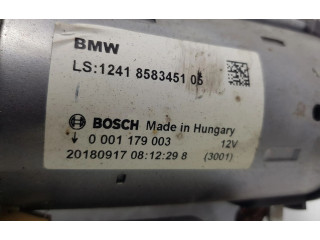 BMW
LS:1241 8583451 05
BOSCH Made in Hungary
↓ 0 001 179 003 12V
20180917 08:12:29 8 (3001)